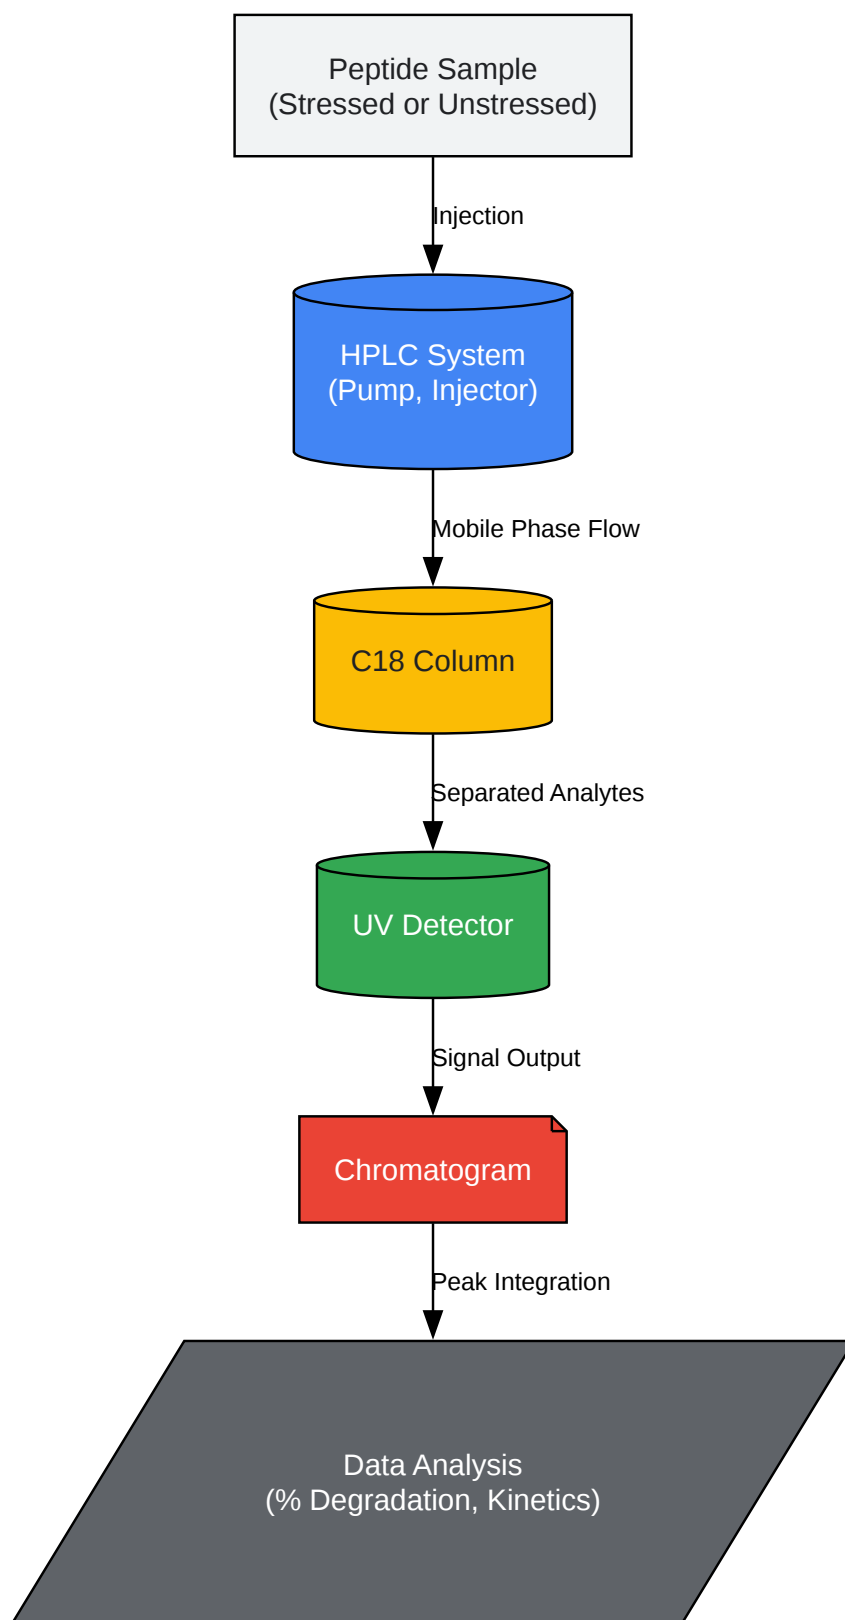 Peptide Sample
(Stressed or Unstressed)
Injection
HPLC System
(Pump, Injector)
Mobile Phase Flow
C18 Column
Separated Analytes
UV Detector
Signal Output
Chromatogram
Peak Integration
Data Analysis
(% Degradation, Kinetics)